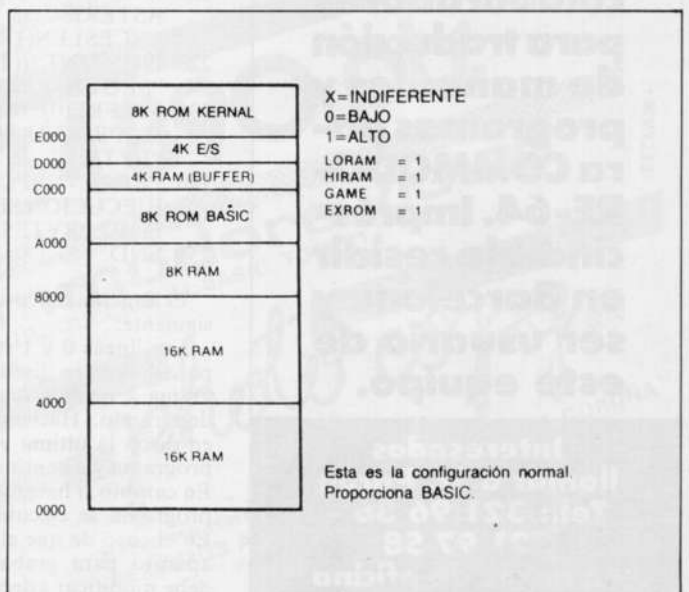 8K ROM KERNAL
E000
4K E/S
D000
4K RAM (BUFFER)
C000
8K ROM BASIC
A000
8K RAM
8000
16K RAM
4000
16K RAM
0000
X=INDIFERENTE
0=BAJO
1=ALTO
LORAM = 1
HIRAM = 1
GAME = 1
EXROM = 1
Esta es la configuración normal.
Proporciona BASIC.